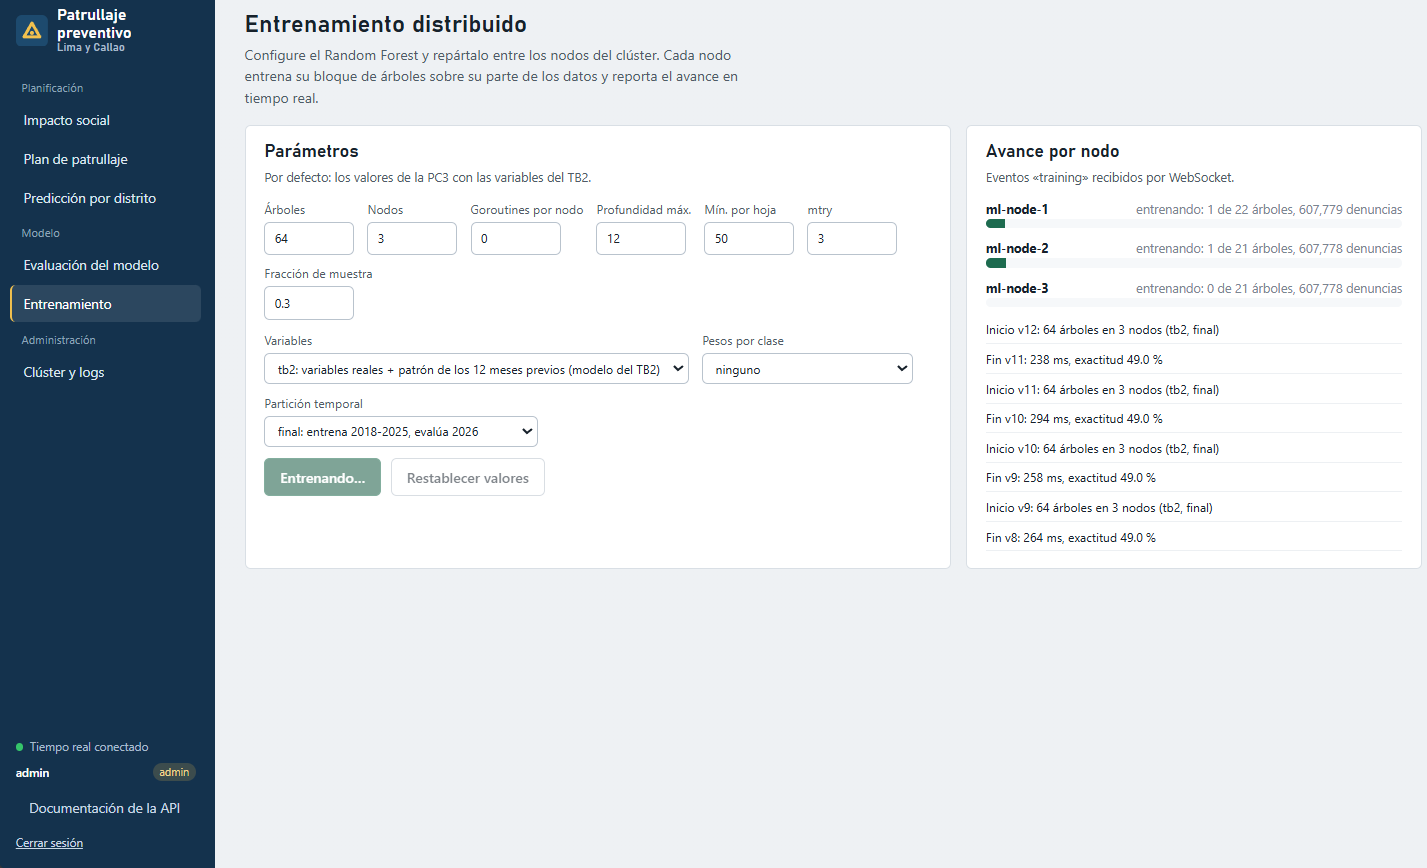 Patrullaje
preventivo
Lima y Callao
Planificación
Impacto social
Plan de patrullaje
Predicción por distrito
Modelo
Evaluación del modelo
Entrenamiento
Administración
Clúster y logs
Tiempo real conectado
admin admin
Documentación de la API
Cerrar sesión
Entrenamiento distribuido
Configure el Random Forest y repártalo entre los nodos del clúster. Cada nodo
entrena su bloque de árboles sobre su parte de los datos y reporta el avance en
tiempo real.
Parámetros
Por defecto: los valores de la PC3 con las variables del TB2.
Árboles Nodos Goroutines por nodo Profundidad máx. Mín. por hoja mtry
64 3 0 12 50 3
Fracción de muestra
0.3
Variables Pesos por clase
tb2: variables reales + patrón de los 12 meses previos (modelo del TB2) ninguno
Partición temporal
final: entrena 2018-2025, evalúa 2026
Entrenando... Restablecer valores
Avance por nodo
Eventos «training» recibidos por WebSocket.
ml-node-1 entrenando: 1 de 22 árboles, 607,779 denuncias
ml-node-2 entrenando: 1 de 21 árboles, 607,778 denuncias
ml-node-3 entrenando: 0 de 21 árboles, 607,778 denuncias
Inicio v12: 64 árboles en 3 nodos (tb2, final)
Fin v11: 238 ms, exactitud 49.0 %
Inicio v11: 64 árboles en 3 nodos (tb2, final)
Fin v10: 294 ms, exactitud 49.0 %
Inicio v10: 64 árboles en 3 nodos (tb2, final)
Fin v9: 258 ms, exactitud 49.0 %
Inicio v9: 64 árboles en 3 nodos (tb2, final)
Fin v8: 264 ms, exactitud 49.0 %